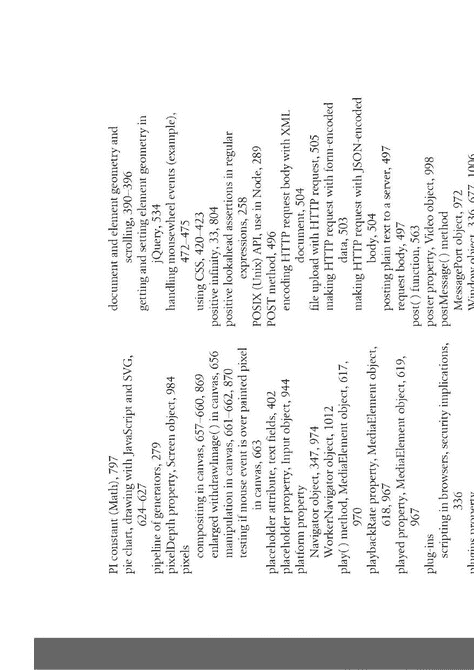 PI constant (Math), 797
pie chart, drawing with JavaScript and SVG,
624–627
pipeline of generators, 279
pixelDepth property, Screen object, 984
pixels
compositing in canvas, 657–660, 869
enlarged withdrawImage( ) in canvas, 656
manipulation in canvas, 661–662, 870
testing if mouse event is over painted pixel
in canvas, 663
placeholder attribute, text fields, 402
placeholder property, Input object, 944
platform property
Navigator object, 347, 974
WorkerNavigator object, 1012
play( ) method, MediaElement object, 617,
970
playbackRate property, MediaElement object,
618, 967
played property, MediaElement object, 619,
967
plug-ins
scripting in browsers, security implications,
336
plugins property
document and element geometry and
scrolling, 390–396
getting and setting element geometry in
jQuery, 534
handling mousewheel events (example),
472–475
using CSS, 420–423
positive infinity, 33, 804
positive lookahead assertions in regular
expressions, 258
POSIX (Unix) API, use in Node, 289
POST method, 496
encoding HTTP request body with XML
document, 504
file upload with HTTP request, 505
making HTTP request with form-encoded
data, 503
making HTTP request with JSON-encoded
body, 504
posting plain text to a server, 497
request body, 497
post( ) function, 563
poster property, Video object, 998
postMessage( ) method
MessagePort object, 972
Window object, 336, 677, 1006